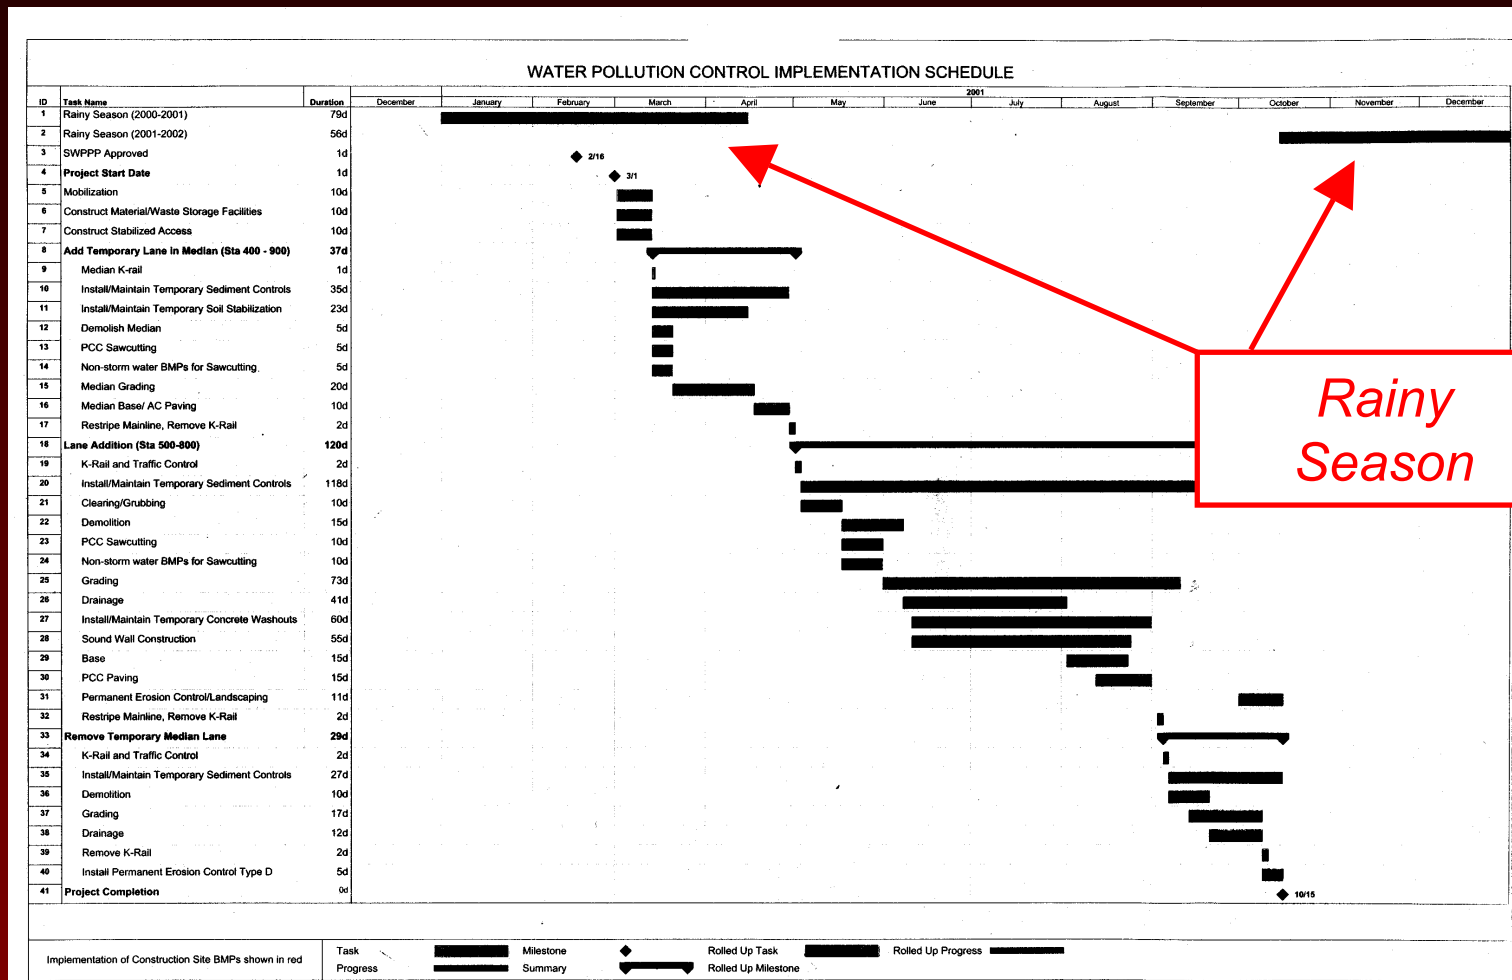 WATER POLLUTION CONTROL IMPLEMENTATION SCHEDULE
2001
ID Task Name Duration December January February March April May June July August September October November December
1 Rainy Season (2000-2001) 79d
2 Rainy Season (2001-2002) 56d
3 SWPPP Approved 1d 2/16
4 Project Start Date 1d 3/1
5 Mobilization 10d
6 Construct Material/Waste Storage Facilities 10d
7 Construct Stabilized Access 10d
8 Add Temporary Lane in Median (Sta 400 - 900) 37d
9 Median K-rail 1d
10 Install/Maintain Temporary Sediment Controls 35d
11 Install/Maintain Temporary Soil Stabilization 23d
12 Demolish Median 5d
13 PCC Sawcutting 5d
14 Non-storm water BMPs for Sawcutting 5d
15 Median Grading 20d
16 Median Base/ AC Paving 10d
17 Restripe Mainline, Remove K-Rail 2d
18 Lane Addition (Sta 500-800) 120d
19 K-Rail and Traffic Control 2d
20 Install/Maintain Temporary Sediment Controls 118d
21 Clearing/Grubbing 10d
22 Demolition 15d
23 PCC Sawcutting 10d
24 Non-storm water BMPs for Sawcutting 10d
25 Grading 73d
26 Drainage 41d
27 Install/Maintain Temporary Concrete Washouts 60d
28 Sound Wall Construction 55d
29 Base 15d
30 PCC Paving 15d
31 Permanent Erosion Control/Landscaping 11d
32 Restripe Mainline, Remove K-Rail 2d
33 Remove Temporary Median Lane 29d
34 K-Rail and Traffic Control 2d
35 Install/Maintain Temporary Sediment Controls 27d
36 Demolition 10d
37 Grading 17d
38 Drainage 12d
39 Remove K-Rail 2d
40 Install Permanent Erosion Control Type D 5d
41 Project Completion 0d 10/15
Rainy
Season
Implementation of Construction Site BMPs shown in red
Task Milestone Rolled Up Task Rolled Up Progress
Progress Summary Rolled Up Milestone